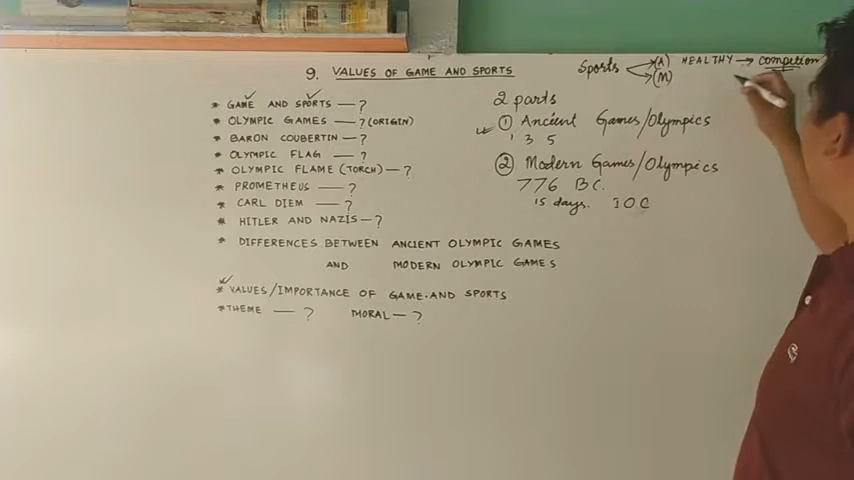 9. VALUES OF GAME AND SPORTS
* GAME AND SPORTS — ?
* OLYMPIC GAMES — ? (ORIGIN)
* BARON COUBERTIN — ?
* OLYMPIC FLAG — ?
* OLYMPIC FLAME (TORCH) — ?
* PROMETHEUS — ?
* CARL DIEM — ?
* HITLER AND NAZIS — ?
* DIFFERENCES BETWEEN ANCIENT OLYMPIC GAMES
AND MODERN OLYMPIC GAMES
* VALUES/IMPORTANCE OF GAME AND SPORTS
* THEME — ? MORAL — ?
2 parts
① Ancient Games/Olympics
1 3 5
② Modern Games/Olympics
776 BC.
15 days. IOC
Sports (A) HEALTHY → Compition
(M)